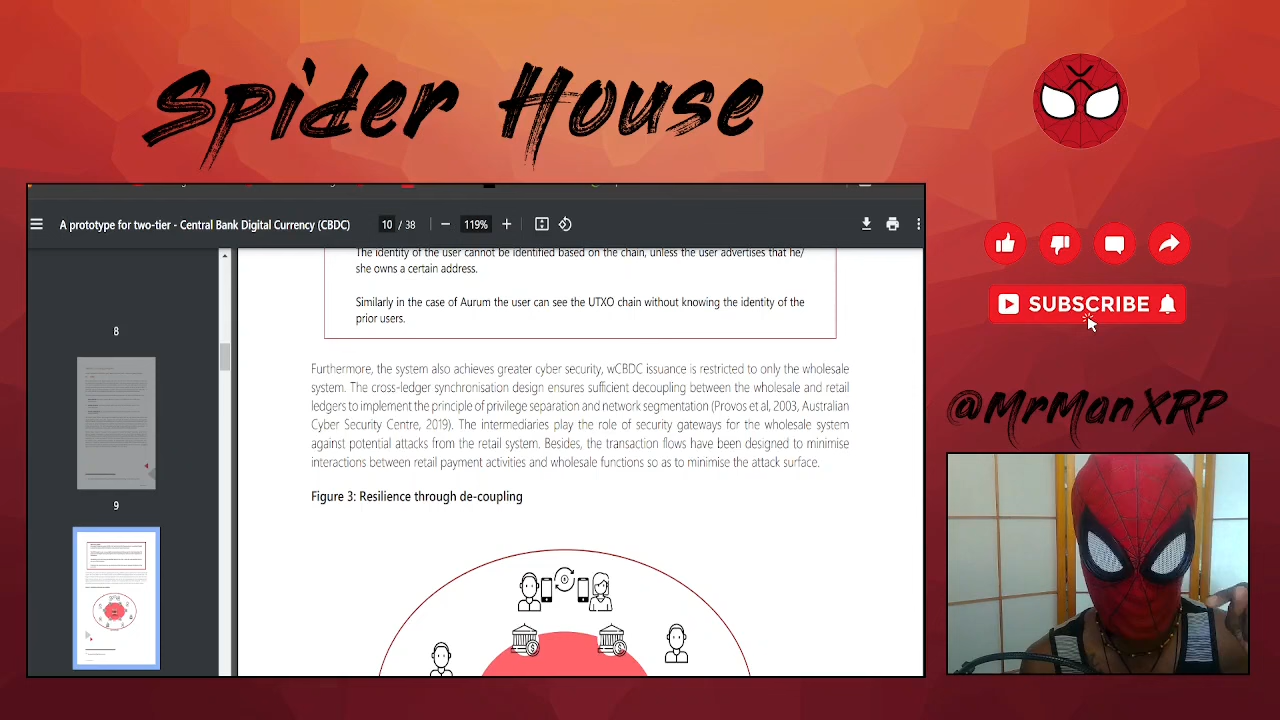 Spider House
A prototype for two-tier - Central Bank Digital Currency (CBDC)
10 / 38
119%
The identity of the user cannot be identified based on the chain, unless the user advertises that he/
she owns a certain address.
Similarly in the case of Aurum the user can see the UTXO chain without knowing the identity of the
prior users.
Furthermore, the system also achieves greater cyber security, wCBDC issuance is restricted to only the wholesale
system. The cross-ledger synchronisation design ensures sufficient decoupling between the wholesale and retail
ledgers to implement the principle of privilege separation and network segmentation (Provos et al, 2003, Australian
Cyber Security Centre, 2019). The intermediaries play the role of security gateways for the wholesale system
against potential attacks from the retail system. Besides, the transaction flows have been designed to minimise
interactions between retail payment activities and wholesale functions so as to minimise the attack surface.
Figure 3: Resilience through de-coupling
8
9
SUBSCRIBE
@MrManXRP